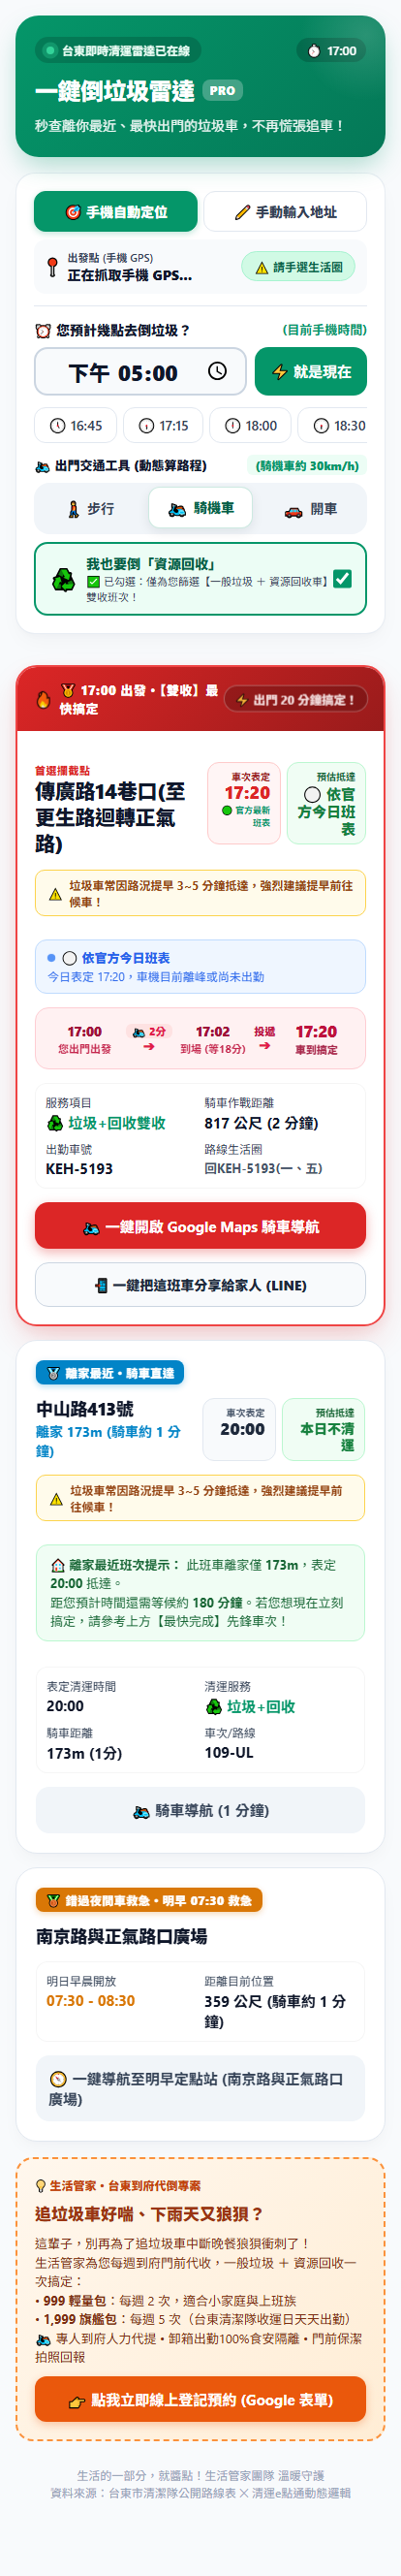 台東即時清運雷達已在線
⏱️ 17:00
一鍵倒垃圾雷達 PRO
秒查離你最近、最快出門的垃圾車，不再慌張追車！
🎯 手機自動定位
✏️ 手動輸入地址
📍 出發點 (手機 GPS)
正在抓取手機 GPS...
⚠️ 請手選生活圈
⏰ 您預計幾點去倒垃圾？
(目前手機時間)
下午 05:00
⚡ 就是現在
16:45
17:15
18:00
18:30
🛵 出門交通工具 (動態算路程)
(騎機車約 30km/h)
🚶 步行
🛵 騎機車
🚗 開車
♻️ 我也要倒「資源回收」
✅ 已勾選：僅為您篩選【一般垃圾 ＋ 資源回收車】
雙收班次！
🔥 🥇 17:00 出發・【雙收】最
快搞定
⚡ 出門 20 分鐘搞定！
首選攔截點
傳廣路14巷口(至
更生路迴轉正氣
路)
車次表定
17:20
🟢 官方最新
班表
預估抵達
⚪ 依官
方今日班
表
⚠️ 垃圾車常因路況提早 3~5 分鐘抵達，強烈建議提早前往
候車！
⚪ 依官方今日班表
今日表定 17:20，車機目前離峰或尚未出勤
17:00
您出門出發
🛵 2分
➔
17:02
到場 (等18分)
投遞
➔
17:20
車到搞定
服務項目
♻️ 垃圾+回收雙收
騎車作戰距離
817 公尺 (2 分鐘)
出勤車號
KEH-5193
路線生活圈
回KEH-5193(一、五)
🛵 一鍵開啟 Google Maps 騎車導航
📲 一鍵把這班車分享給家人 (LINE)
🥈 離家最近・騎車直達
中山路413號
離家 173m (騎車約 1 分
鐘)
車次表定
20:00
預估抵達
本日不清
運
⚠️ 垃圾車常因路況提早 3~5 分鐘抵達，強烈建議提早前
往候車！
🏠 離家最近班次提示： 此班車離家僅 173m，表定
20:00 抵達。
距您預計時間還需等候約 180 分鐘。若您想現在立刻
搞定，請參考上方【最快完成】先鋒車次！
表定清運時間
20:00
清運服務
♻️ 垃圾+回收
騎車距離
173m (1分)
車次/路線
109-UL
🛵 騎車導航 (1 分鐘)
🥉 錯過夜間車救急・明早 07:30 救急
南京路與正氣路口廣場
明日早晨開放
07:30 - 08:30
距離目前位置
359 公尺 (騎車約 1 分
鐘)
🧭 一鍵導航至明早定點站 (南京路與正氣路口
廣場)
💡 生活管家・台東到府代倒專案
追垃圾車好喘、下雨天又狼狽？
這輩子，別再為了追垃圾車中斷晚餐狼狽衝刺了！
生活管家為您每週到府門前代收，一般垃圾 ＋ 資源回收一
次搞定：
• 999 輕量包：每週 2 次，適合小家庭與上班族
• 1,999 旗艦包：每週 5 次（台東清潔隊收運日天天出勤）
🛵 專人到府人力代提・卸箱出勤100%食安隔離・門前保潔
拍照回報
👉 點我立即線上登記預約 (Google 表單)
生活的一部分，就醬點！生活管家團隊 溫暖守護
資料來源：台東市清潔隊公開路線表 ╳ 清運e點通動態邏輯